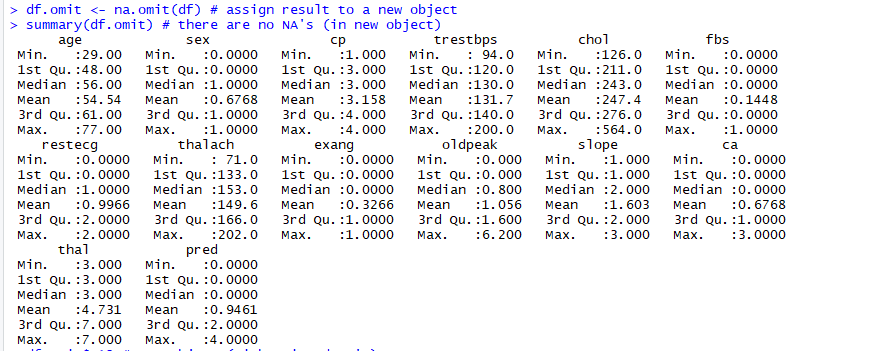 > df.omit <- na.omit(df) # assign result to a new object
> summary(df.omit) # there are no NA's (in new object)
age sex cp trestbps chol fbs
Min. :29.00 Min. :0.0000 Min. :1.000 Min. : 94.0 Min. :126.0 Min. :0.0000
1st Qu.:48.00 1st Qu.:0.0000 1st Qu.:3.000 1st Qu.:120.0 1st Qu.:211.0 1st Qu.:0.0000
Median :56.00 Median :1.0000 Median :3.000 Median :130.0 Median :243.0 Median :0.0000
Mean :54.54 Mean :0.6768 Mean :3.158 Mean :131.7 Mean :247.4 Mean :0.1448
3rd Qu.:61.00 3rd Qu.:1.0000 3rd Qu.:4.000 3rd Qu.:140.0 3rd Qu.:276.0 3rd Qu.:0.0000
Max. :77.00 Max. :1.0000 Max. :4.000 Max. :200.0 Max. :564.0 Max. :1.0000
restecg thalach exang oldpeak slope ca
Min. :0.0000 Min. : 71.0 Min. :0.0000 Min. :0.000 Min. :1.000 Min. :0.0000
1st Qu.:0.0000 1st Qu.:133.0 1st Qu.:0.0000 1st Qu.:0.000 1st Qu.:1.000 1st Qu.:0.0000
Median :1.0000 Median :153.0 Median :0.0000 Median :0.800 Median :2.000 Median :0.0000
Mean :0.9966 Mean :149.6 Mean :0.3266 Mean :1.056 Mean :1.603 Mean :0.6768
3rd Qu.:2.0000 3rd Qu.:166.0 3rd Qu.:1.0000 3rd Qu.:1.600 3rd Qu.:2.000 3rd Qu.:1.0000
Max. :2.0000 Max. :202.0 Max. :1.0000 Max. :6.200 Max. :3.000 Max. :3.0000
thal pred
Min. :3.000 Min. :0.0000
1st Qu.:3.000 1st Qu.:0.0000
Median :3.000 Median :0.0000
Mean :4.731 Mean :0.9461
3rd Qu.:7.000 3rd Qu.:2.0000
Max. :7.000 Max. :4.0000